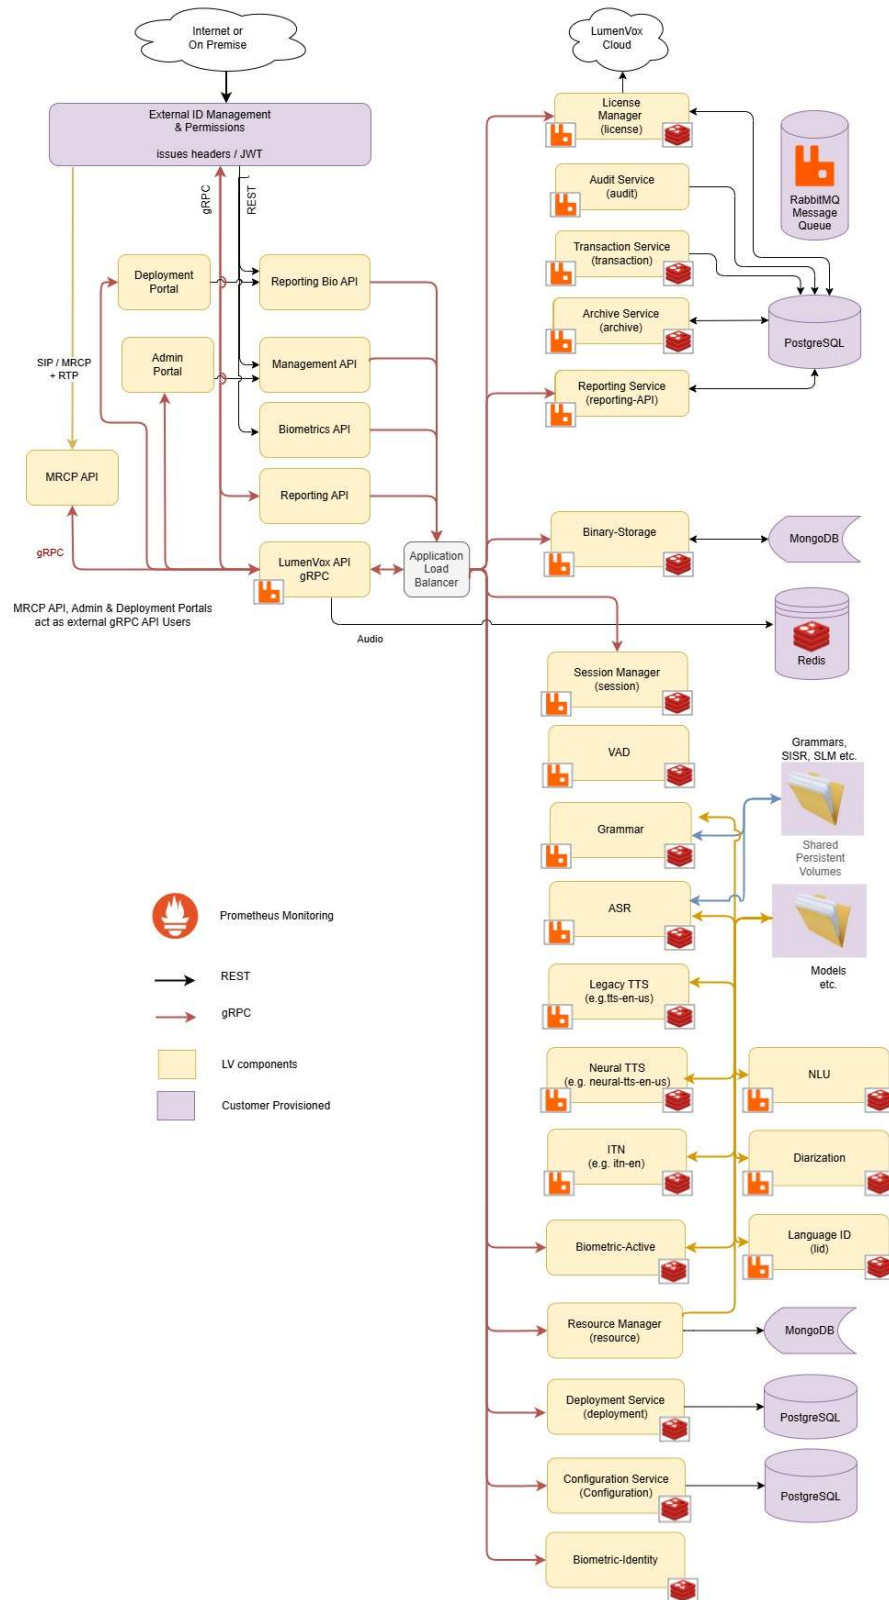 Internet or
On Premise
LumenVox
Cloud
External ID Management
& Permissions
issues headers / JWT
License
Manager
(license)
RabbitMQ
Message
Queue
Audit Service
(audit)
gRPC
REST
Deployment
Portal
Reporting Bio API
Transaction Service
(transaction)
Archive Service
(archive)
PostgreSQL
SIP / MRCP
+ RTP
Admin
Portal
Management API
Reporting Service
(reporting-API)
Biometrics API
MRCP API
Reporting API
Binary-Storage
MongoDB
gRPC
LumenVox API
gRPC
Application
Load
Balancer
MRCP API, Admin & Deployment Portals
act as external gRPC API Users
Audio
Redis
Session Manager
(session)
VAD
Grammars,
SISR, SLM etc.
Grammar
Shared
Persistent
Volumes
ASR
Prometheus Monitoring
Models
etc.
REST
Legacy TTS
(e.g.tts-en-us)
gRPC
LV components
Neural TTS
(e.g. neural-tts-en-us)
NLU
Customer Provisioned
ITN
(e.g. itn-en)
Diarization
Biometric-Active
Language ID
(lid)
Resource Manager
(resource)
MongoDB
Deployment Service
(deployment)
PostgreSQL
Configuration Service
(Configuration)
PostgreSQL
Biometric-Identity